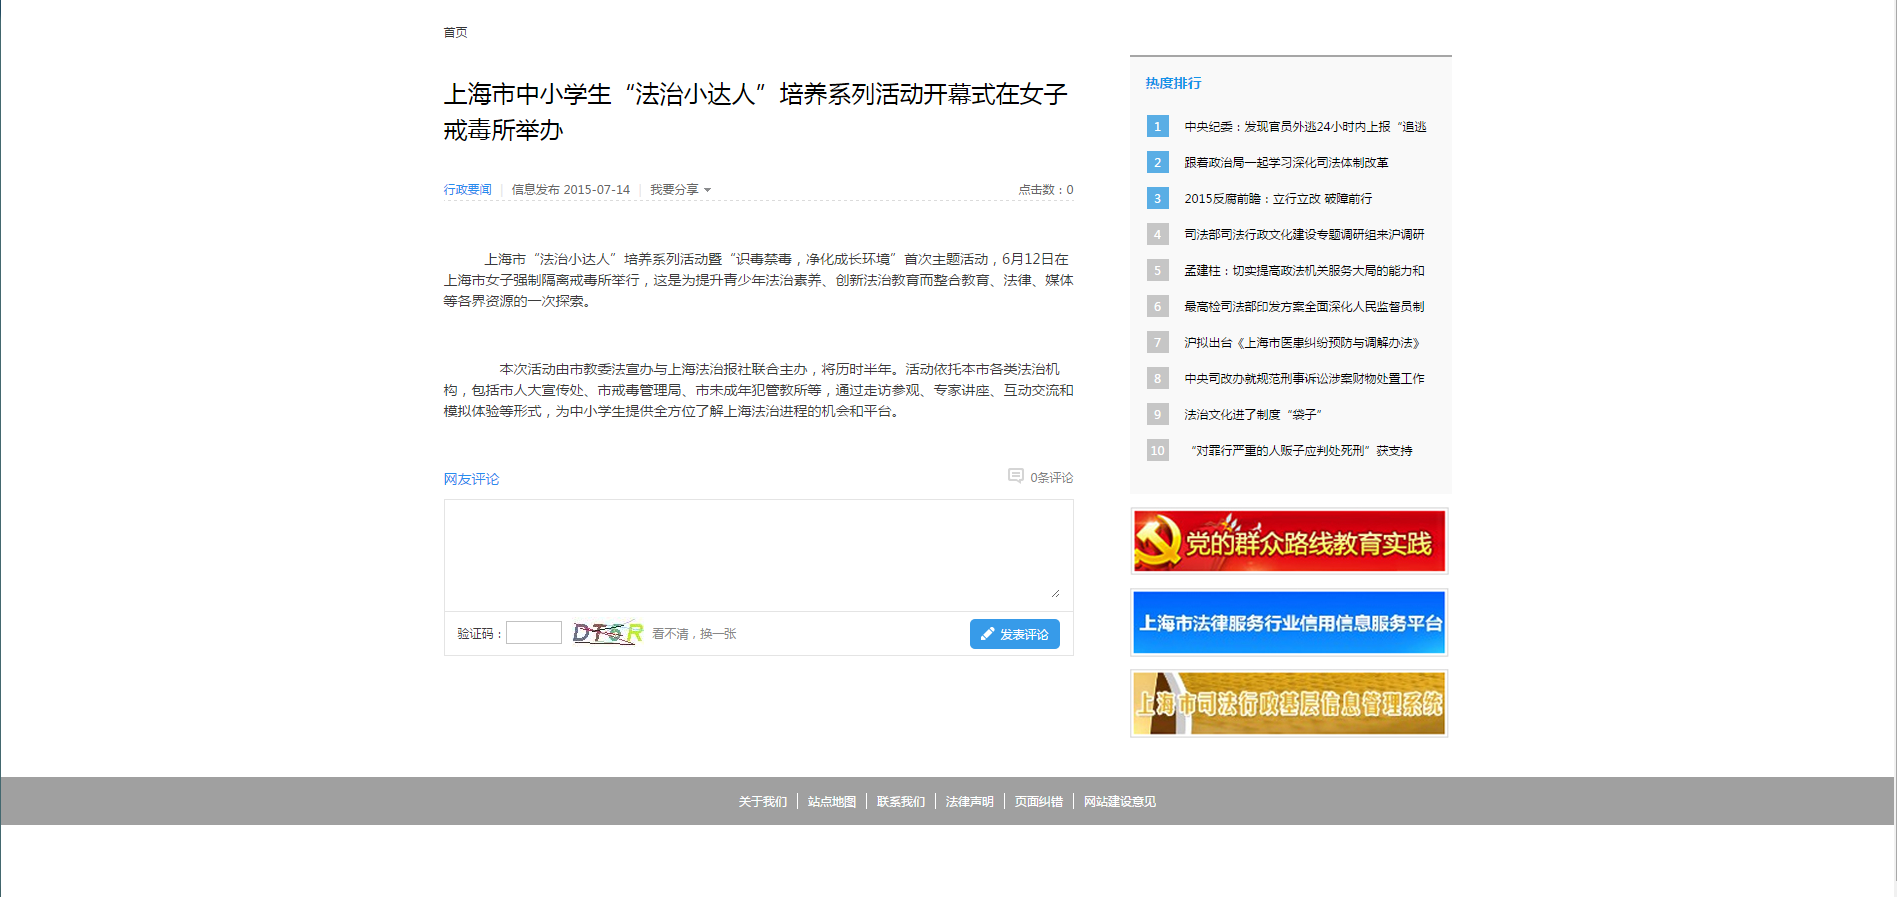 首页
上海市中小学生“法治小达人”培养系列活动开幕式在女子
戒毒所举办
行政要闻 信息发布 2015-07-14 我要分享 点击数：0
上海市“法治小达人”培养系列活动暨“识毒禁毒，净化成长环境”首次主题活动，6月12日在
上海市女子强制隔离戒毒所举行，这是为提升青少年法治素养、创新法治教育而整合教育、法律、媒体
等各界资源的一次探索。
本次活动由市教委法宣办与上海法治报社联合主办，将历时半年。活动依托本市各类法治机
构，包括市人大宣传处、市戒毒管理局、市未成年犯管教所等，通过走访参观、专家讲座、互动交流和
模拟体验等形式，为中小学生提供全方位了解上海法治进程的机会和平台。
网友评论 0条评论
验证码： DTGR 看不清，换一张 发表评论
热度排行
1 中央纪委：发现官员外逃24小时内上报“追逃
2 跟着政治局一起学习深化司法体制改革
3 2015反腐前瞻：立行立改 破障前行
4 司法部司法行政文化建设专题调研组来沪调研
5 孟建柱：切实提高政法机关服务大局的能力和
6 最高检司法部印发方案全面深化人民监督员制
7 沪拟出台《上海市医患纠纷预防与调解办法》
8 中央司改办就规范刑事诉讼涉案财物处置工作
9 法治文化进了制度“袋子”
10 “对罪行严重的人贩子应判处死刑”获支持
党的群众路线教育实践
上海市法律服务行业信用信息服务平台
上海市司法行政基层信息管理系统
关于我们 站点地图 联系我们 法律声明 页面纠错 网站建设意见